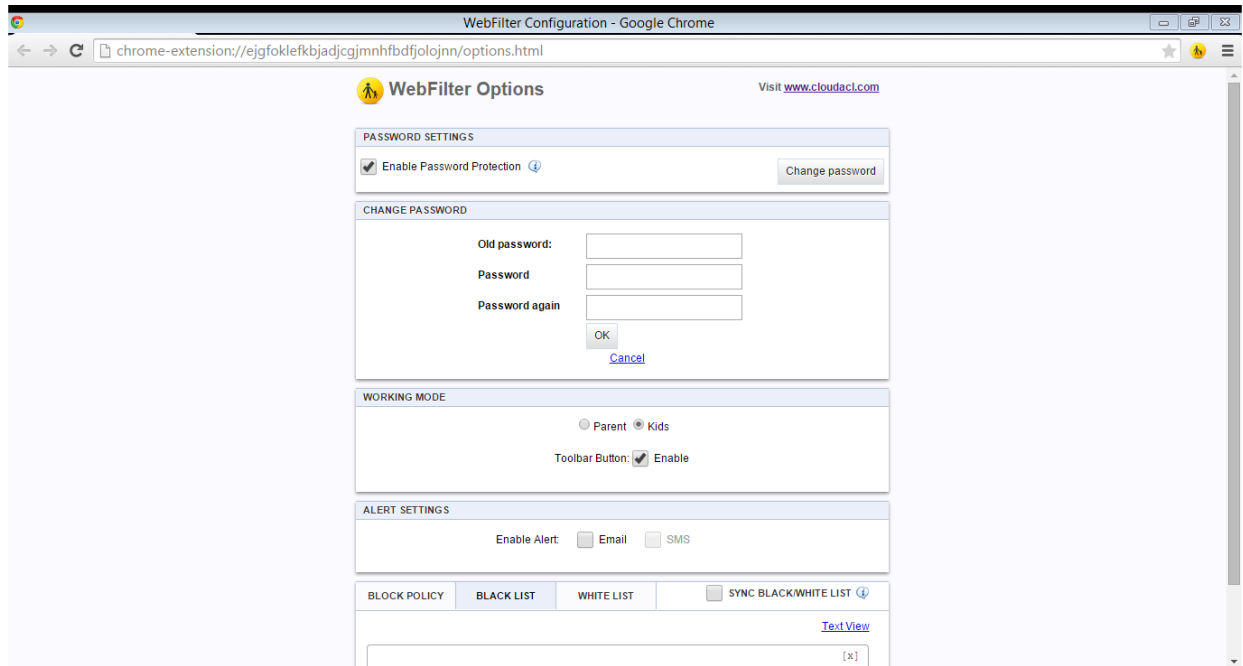 WebFilter Configuration - Google Chrome
chrome-extension://ejgfoklefkbjadjcgjmnhfbdfjolojnn/options.html
WebFilter Options
Visit www.cloudacl.com
PASSWORD SETTINGS
Enable Password Protection
Change password
CHANGE PASSWORD
Old password:
Password
Password again
OK
Cancel
WORKING MODE
Parent Kids
Toolbar Button: Enable
ALERT SETTINGS
Enable Alert: Email SMS
BLOCK POLICY BLACK LIST WHITE LIST SYNC BLACK/WHITE LIST
Text View
[x]